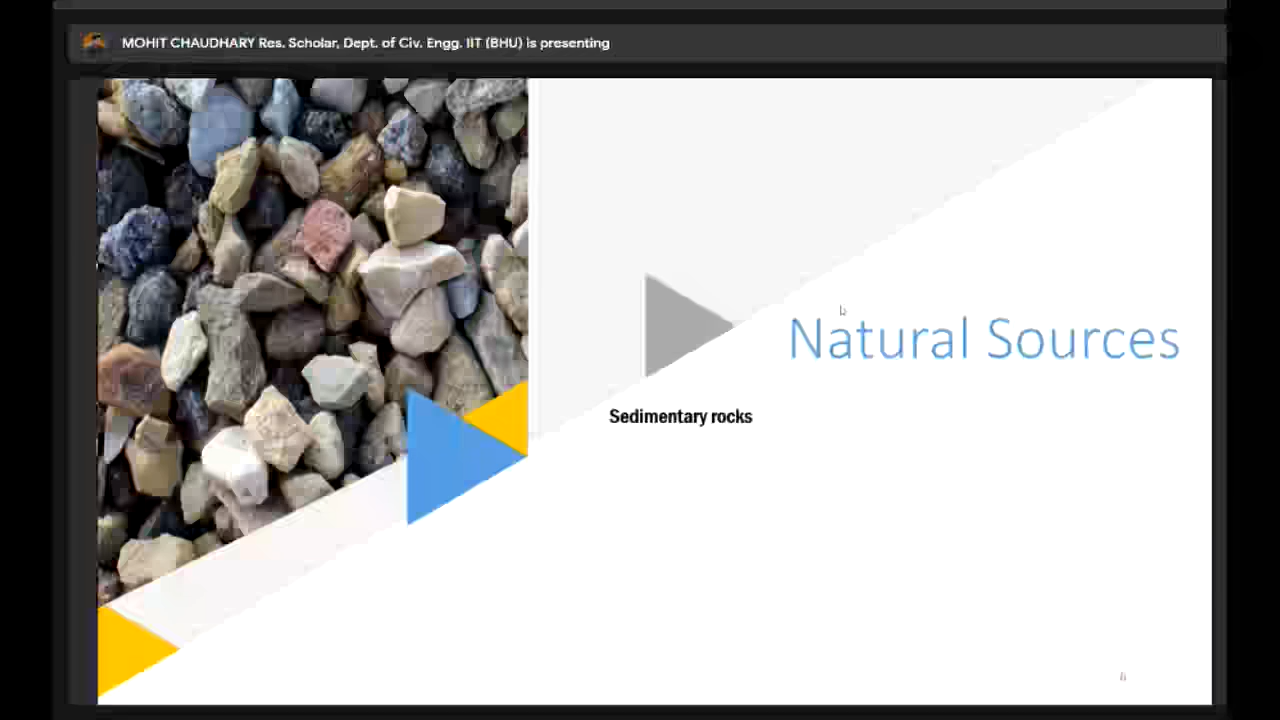 MOHIT CHAUDHARY Res. Scholar, Dept. of Civ. Engg. IIT (BHU) is presenting
Natural Sources
Sedimentary rocks